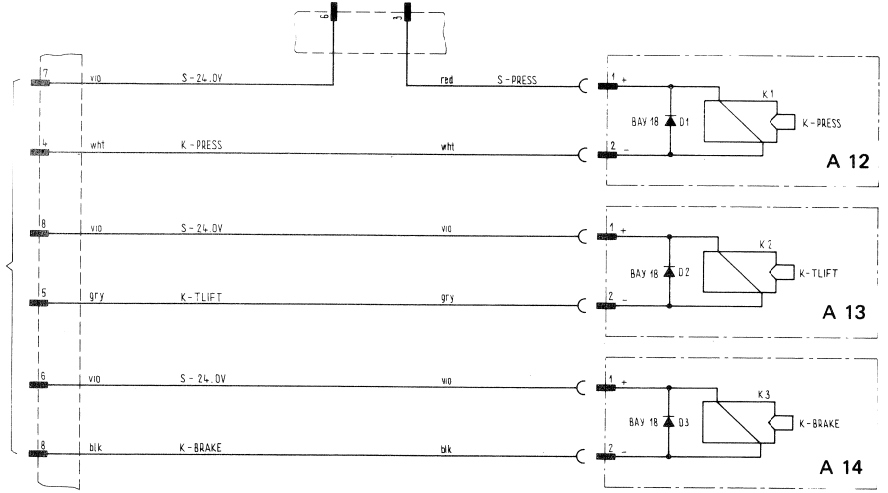 6 3
7 vio S-24.0V red S-PRESS 1 +
K1
BAY 18 D1 K-PRESS
4 wht K-PRESS wht 2 -
A 12
8 vio S-24.0V vio 1 +
K2
BAY 18 D2 K-TLIFT
5 gry K-TLIFT gry 2 -
A 13
6 vio S-24.0V vio 1 +
K3
BAY 18 D3 K-BRAKE
8 blk K-BRAKE blk 2 -
A 14